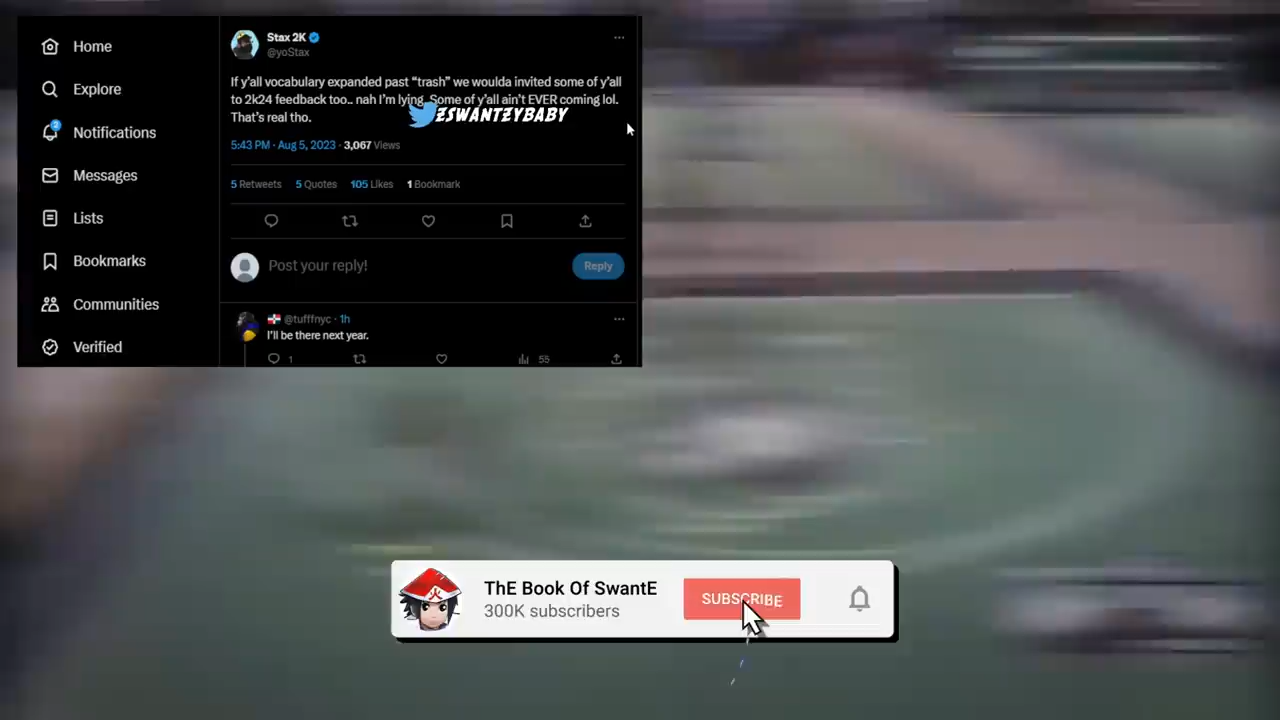 Home
Explore
2
Notifications
Messages
Lists
Bookmarks
Communities
Verified
Stax 2K
@yoStax
If y'all vocabulary expanded past “trash” we woulda invited some of y'all
to 2k24 feedback too.. nah I'm lying. Some of y'all ain't EVER coming lol.
That's real tho.
ZSWANTZYBABY
5:43 PM · Aug 5, 2023 · 3,067 Views
5 Retweets 5 Quotes 105 Likes 1 Bookmark
Post your reply!
Reply
@tufffnyc · 1h
I'll be there next year.
1
55
ThE Book Of SwantE
300K subscribers
SUBSCRIBE